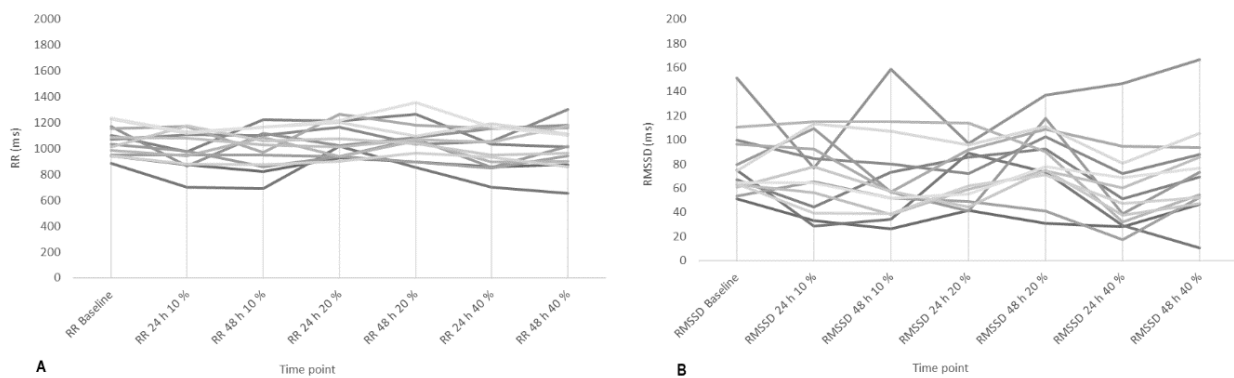 2000
1800
1600
1400
1200
1000
800
600
400
200
0
RR (ms)
RR Baseline
RR 24 h 10 %
RR 48 h 10 %
RR 24 h 20 %
RR 48 h 20 %
RR 24 h 40 %
RR 48 h 40 %
Time point
A
200
180
160
140
120
100
80
60
40
20
0
RMSSD (ms)
RMSSD Baseline
RMSSD 24 h 10 %
RMSSD 48 h 10 %
RMSSD 24 h 20 %
RMSSD 48 h 20 %
RMSSD 24 h 40 %
RMSSD 48 h 40 %
Time point
B